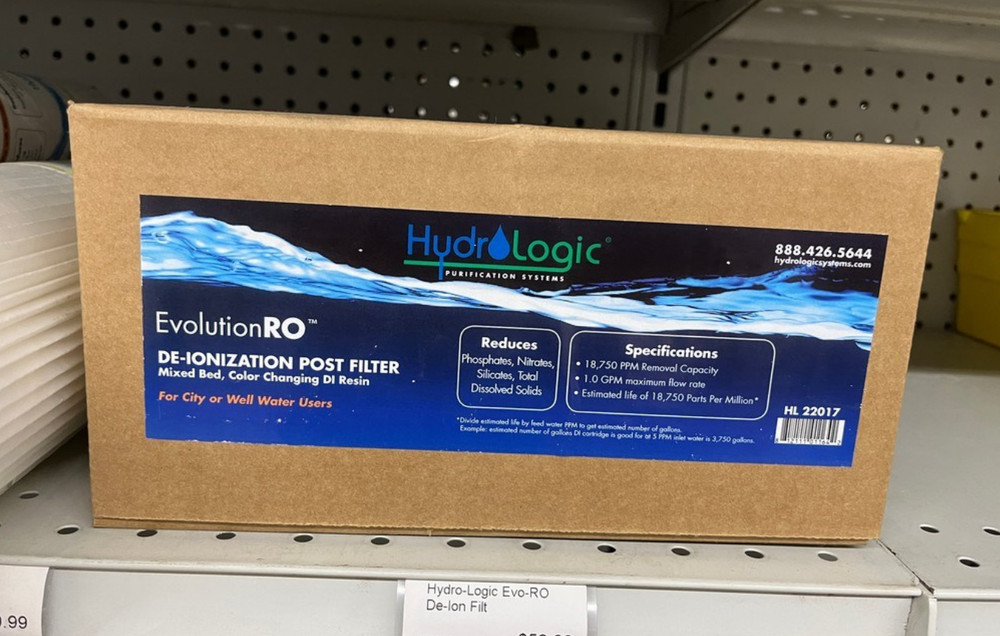 HydroLogic®
PURIFICATION SYSTEMS
888.426.5644
hydrologicsystems.com
EvolutionRO™
DE-IONIZATION POST FILTER
Mixed Bed, Color Changing DI Resin
For City or Well Water Users
Reduces
Phosphates, Nitrates,
Silicates, Total
Dissolved Solids
Specifications
• 18,750 PPM Removal Capacity
• 1.0 GPM maximum flow rate
• Estimated life of 18,750 Parts Per Million*
*Divide estimated life by feed water PPM to get estimated number of gallons.
Example: estimated number of gallons DI cartridge is good for at 5 PPM inlet water is 3,750 gallons.
HL 22017
.99
Hydro-Logic Evo-RO
De-Ion Filt